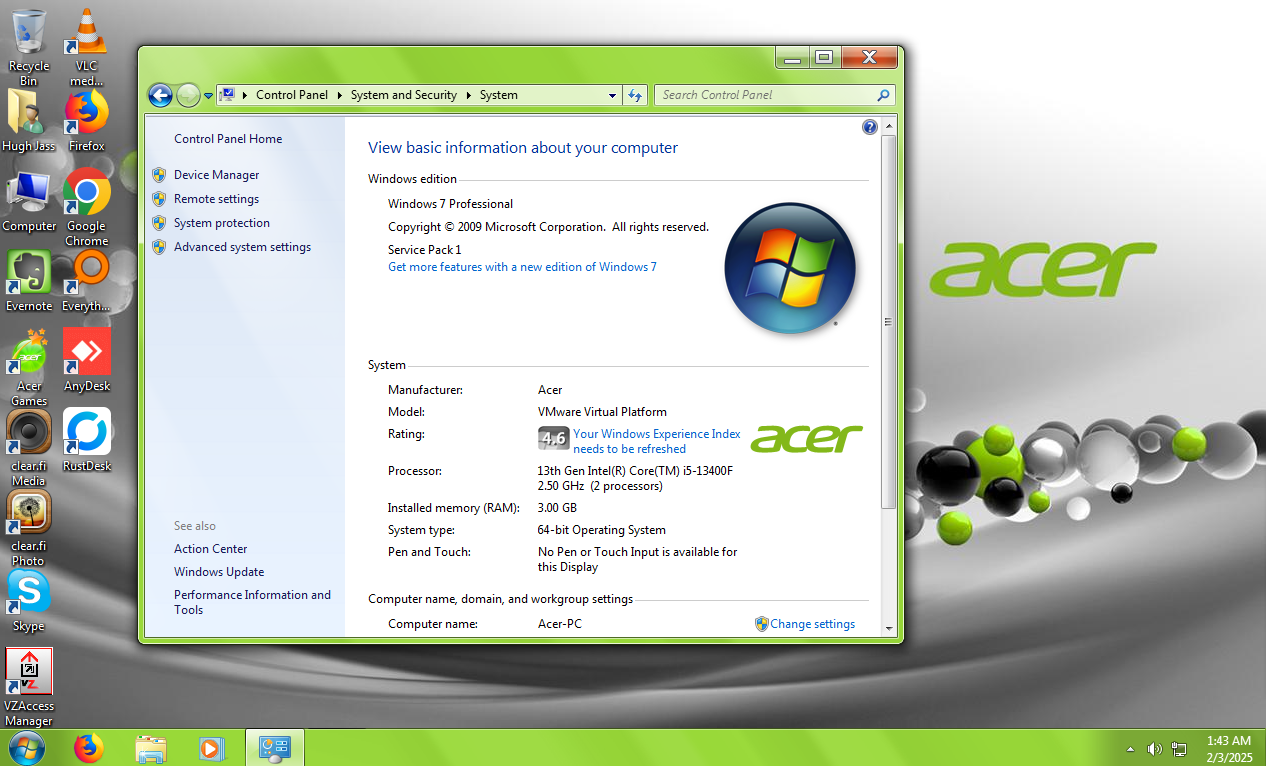 Recycle
Bin
VLC
med...
Hugh Jass
Firefox
Computer
Google
Chrome
Evernote
Everyth...
Acer
Games
AnyDesk
clear.fi
Media
RustDesk
clear.fi
Photo
Skype
VZAccess
Manager
Control Panel
System and Security
System
Search Control Panel
Control Panel Home
Device Manager
Remote settings
System protection
Advanced system settings
See also
Action Center
Windows Update
Performance Information and
Tools
View basic information about your computer
Windows edition
Windows 7 Professional
Copyright © 2009 Microsoft Corporation. All rights reserved.
Service Pack 1
Get more features with a new edition of Windows 7
System
Manufacturer: Acer
Model: VMware Virtual Platform
Rating: 4.6 Your Windows Experience Index
needs to be refreshed
acer
Processor: 13th Gen Intel(R) Core(TM) i5-13400F
2.50 GHz (2 processors)
Installed memory (RAM): 3.00 GB
System type: 64-bit Operating System
Pen and Touch: No Pen or Touch Input is available for
this Display
Computer name, domain, and workgroup settings
Computer name: Acer-PC Change settings
acer
1:43 AM
2/3/2025